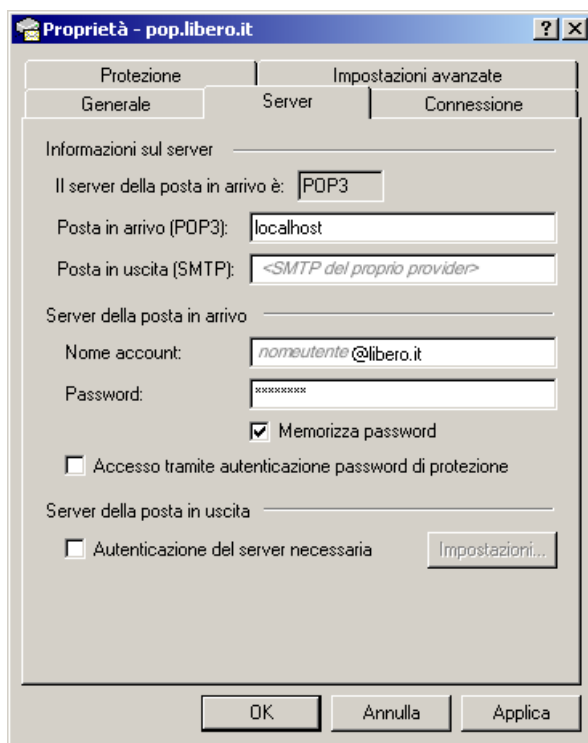 Proprietà - pop.libero.it
Protezione
Impostazioni avanzate
Generale
Server
Connessione
Informazioni sul server
Il server della posta in arrivo è: POP3
Posta in arrivo (POP3): localhost
Posta in uscita (SMTP): <SMTP del proprio provider>
Server della posta in arrivo
Nome account: nomeutente @libero.it
Password: ********
Memorizza password
Accesso tramite autenticazione password di protezione
Server della posta in uscita
Autenticazione del server necessaria Impostazioni...
OK Annulla Applica